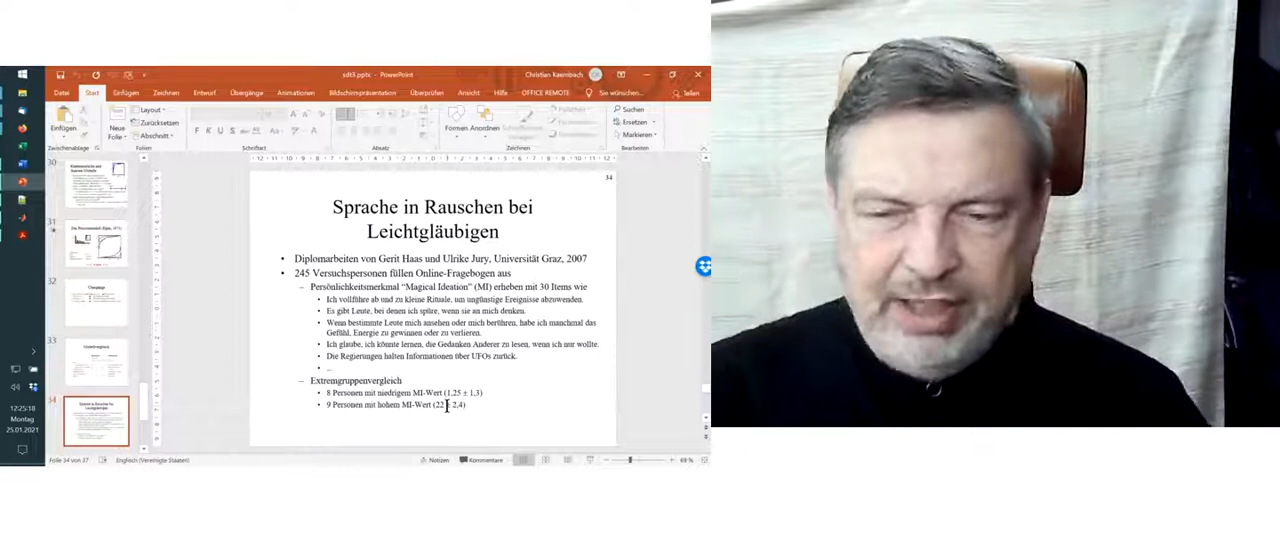 sdt3.pptx - PowerPoint
Christian Kaernbach
Datei Start Einfügen Zeichnen Entwurf Übergänge Animationen Bildschirmpräsentation Überprüfen Ansicht Hilfe OFFICE REMOTE Sie wünschen... Teilen
Einfügen
Neue Folien
Layout
Zurücksetzen
Abschnitt
F K U S
Formen Anordnen
Suchen
Ersetzen
Markieren
Zwischenablage Folien Schriftart Absatz Zeichnen Bearbeiten
30
31
32
33
34
34
Sprache in Rauschen bei
Leichtgläubigen
• Diplomarbeiten von Gerit Haas und Ulrike Jury, Universität Graz, 2007
• 245 Versuchspersonen füllen Online-Fragebogen aus
– Persönlichkeitsmerkmal “Magical Ideation” (MI) erheben mit 30 Items wie
• Ich vollführe ab und zu kleine Rituale, um ungünstige Ereignisse abzuwenden.
• Es gibt Leute, bei denen ich spüre, wenn sie an mich denken.
• Wenn bestimmte Leute mich ansehen oder mich berühren, habe ich manchmal das
Gefühl, Energie zu gewinnen oder zu verlieren.
• Ich glaube, ich könnte lernen, die Gedanken Anderer zu lesen, wenn ich nur wollte.
• Die Regierungen halten Informationen über UFOs zurück.
• ...
– Extremgruppenvergleich
• 8 Personen mit niedrigem MI-Wert (1,25 ± 1,3)
• 9 Personen mit hohem MI-Wert (22 ± 2,4)
12:25:18
Montag
25.01.2021
Folie 34 von 37 Englisch (Vereinigte Staaten) Notizen Kommentare 69 %